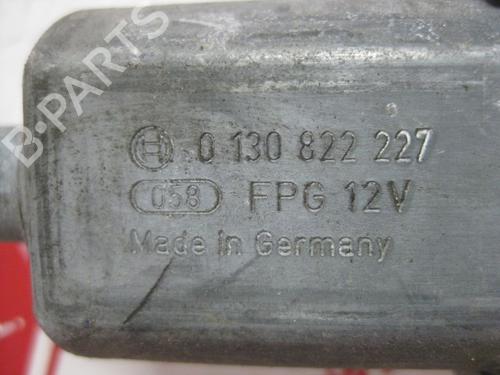 B-PARTS
0 130 822 227
058 FPG 12V
Made in Germany